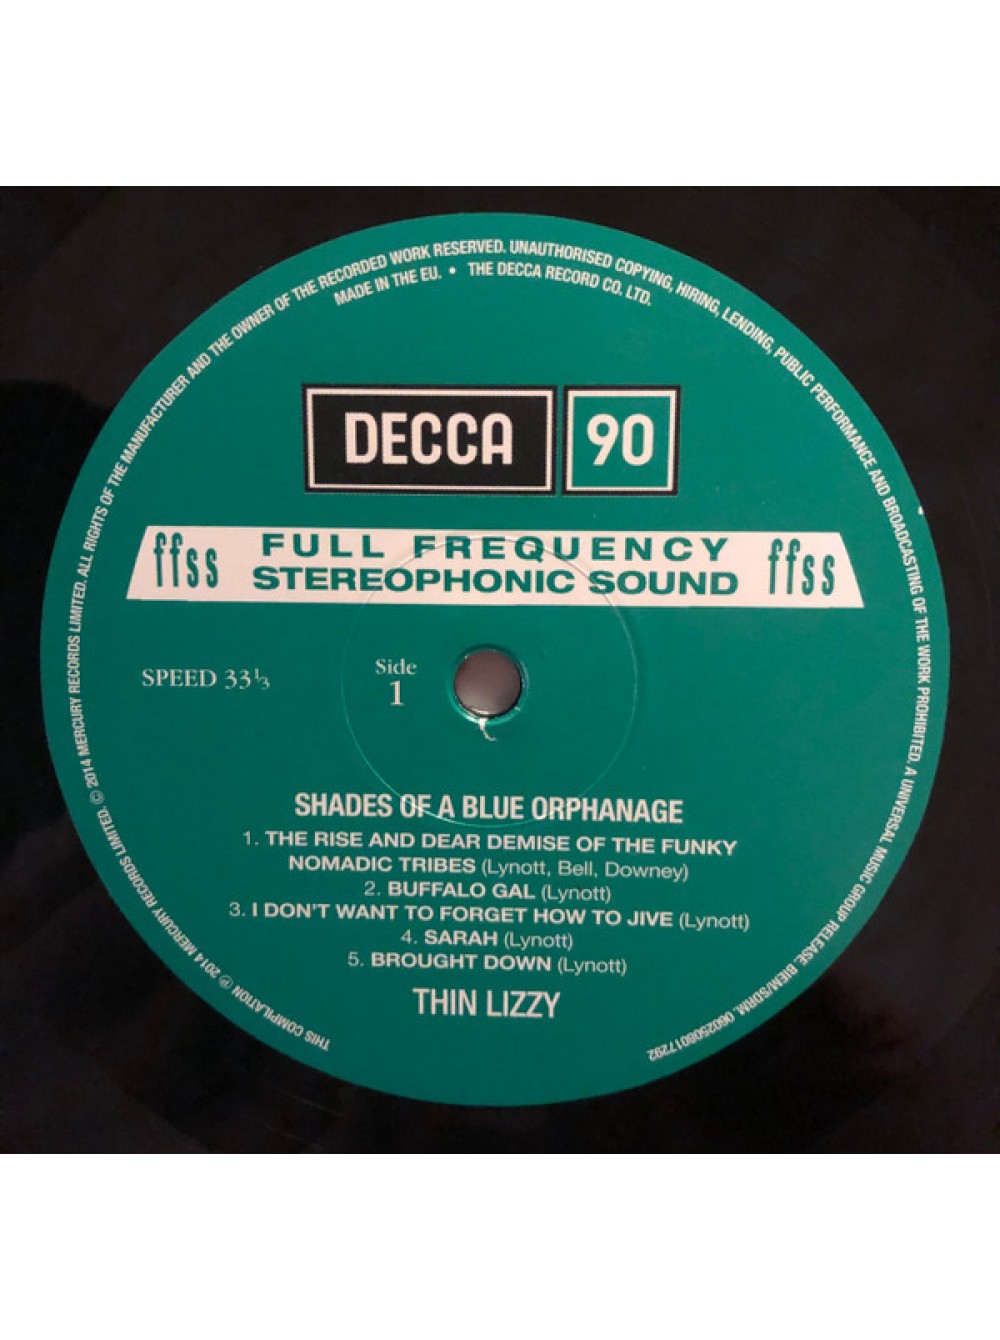 THIS COMPILATION ℗ 2014 MERCURY RECORDS LIMITED. © 2014 MERCURY RECORDS LIMITED. ALL RIGHTS OF THE MANUFACTURER AND THE OWNER OF THE RECORDED WORK RESERVED. UNAUTHORISED COPYING, HIRING, LENDING, PUBLIC PERFORMANCE AND BROADCASTING OF THE WORK PROHIBITED. A UNIVERSAL MUSIC GROUP RELEASE. BIEM/SDRM. 0602508017292
MADE IN THE EU. • THE DECCA RECORD CO. LTD.
DECCA 90
ffss FULL FREQUENCY ffss
STEREOPHONIC SOUND
SPEED 33⅓
Side
1
SHADES OF A BLUE ORPHANAGE
1. THE RISE AND DEAR DEMISE OF THE FUNKY
NOMADIC TRIBES (Lynott, Bell, Downey)
2. BUFFALO GAL (Lynott)
3. I DON'T WANT TO FORGET HOW TO JIVE (Lynott)
4. SARAH (Lynott)
5. BROUGHT DOWN (Lynott)
THIN LIZZY